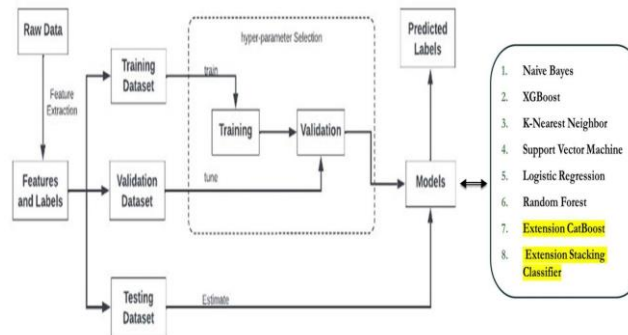 Raw Data
Feature
Extraction
Features
and Labels
Training
Dataset
Validation
Dataset
Testing
Dataset
hyper-parameter Selection
train
Training
Validation
tune
Estimate
Predicted
Labels
Models
1. Naive Bayes
2. XGBoost
3. K-Nearest Neighbor
4. Support Vector Machine
5. Logistic Regression
6. Random Forest
7. Extension CatBoost
8. Extension Stacking
Classifier